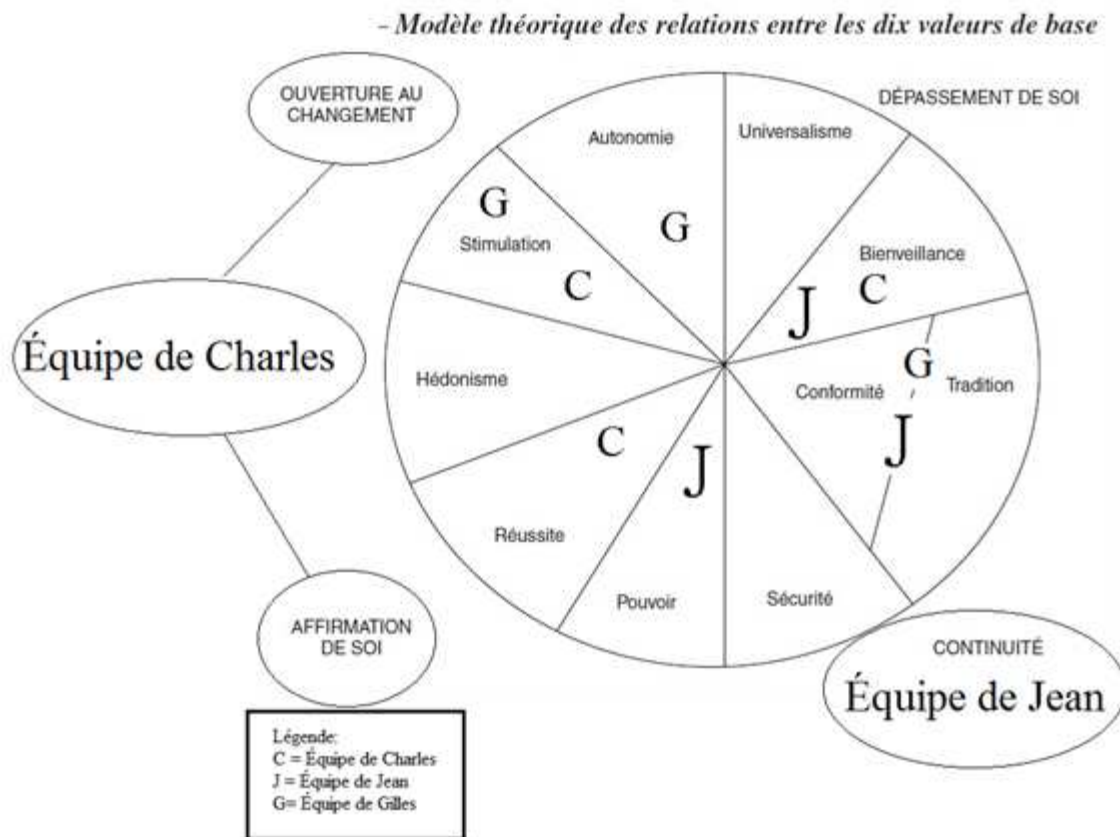 – Modèle théorique des relations entre les dix valeurs de base
OUVERTURE AU
CHANGEMENT
DÉPASSEMENT DE SOI
Autonomie
Universalisme
G
Stimulation
G
Bienveillance
C
J
C
Équipe de Charles
Hédonisme
G
Conformité
Tradition
C
J
J
Réussite
Pouvoir
Sécurité
AFFIRMATION
DE SOI
CONTINUITÉ
Équipe de Jean
Légende:
C = Équipe de Charles
J = Équipe de Jean
G= Équipe de Gilles